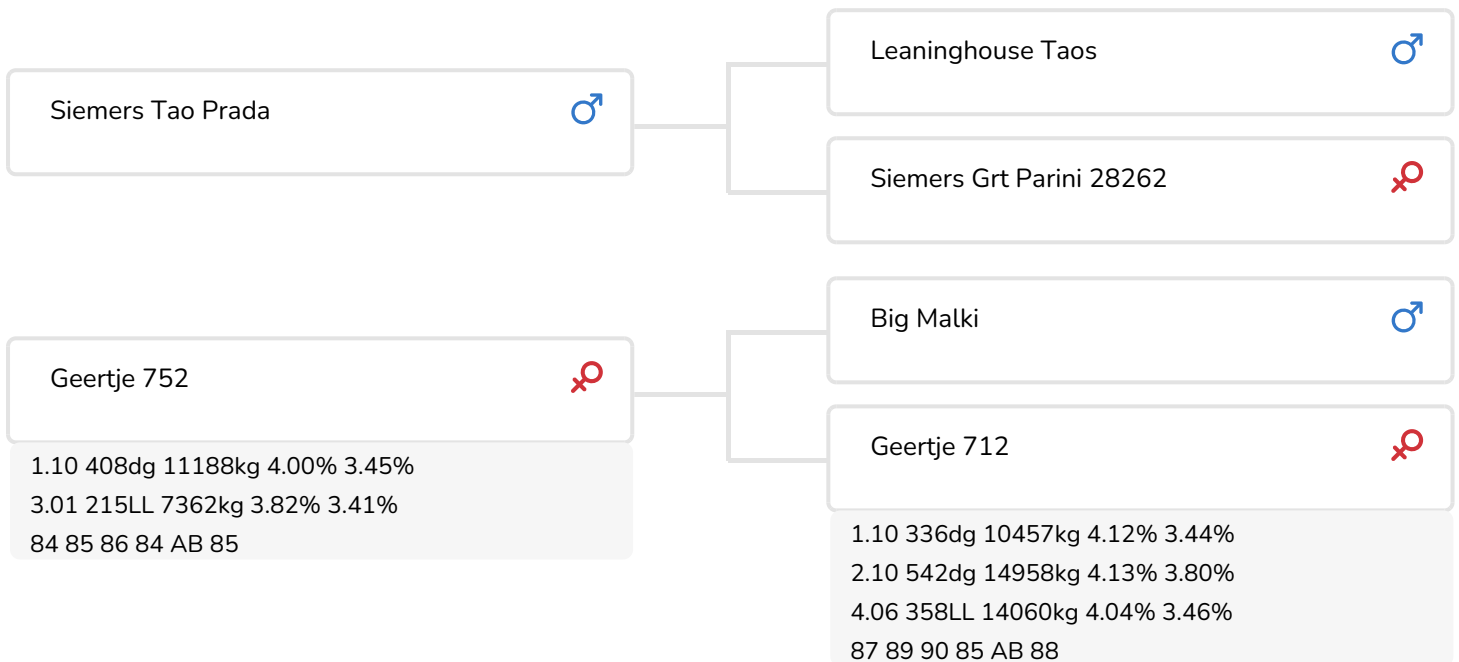 Siemers Tao Prada
Leaninghouse Taos
Siemers Grt Parini 28262
Geertje 752
1.10 408dg 11188kg 4.00% 3.45%
3.01 215LL 7362kg 3.82% 3.41%
84 85 86 84 AB 85
Big Malki
Geertje 712
1.10 336dg 10457kg 4.12% 3.44%
2.10 542dg 14958kg 4.13% 3.80%
4.06 358LL 14060kg 4.04% 3.46%
87 89 90 85 AB 88